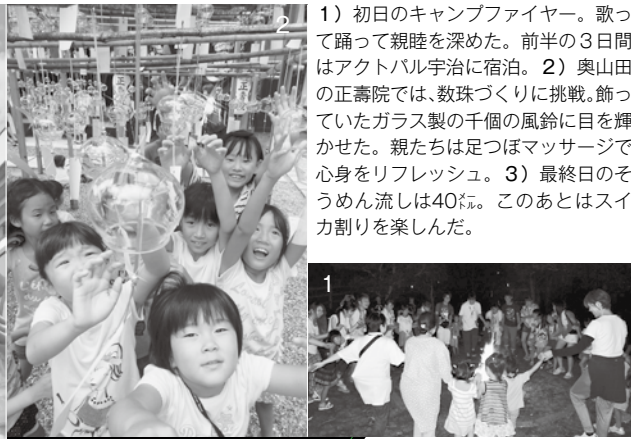 1）初日のキャンプファイヤー。歌っ
て踊って親睦を深めた。前半の３日間
はアクトパル宇治に宿泊。2）奥山田
の正壽院では、数珠づくりに挑戦。飾っ
ていたガラス製の千個の風鈴に目を輝
かせた。親たちは足つぼマッサージで
心身をリフレッシュ。3）最終日のそ
うめん流しは40㍍。このあとはスイ
カ割りを楽しんだ。
2
1